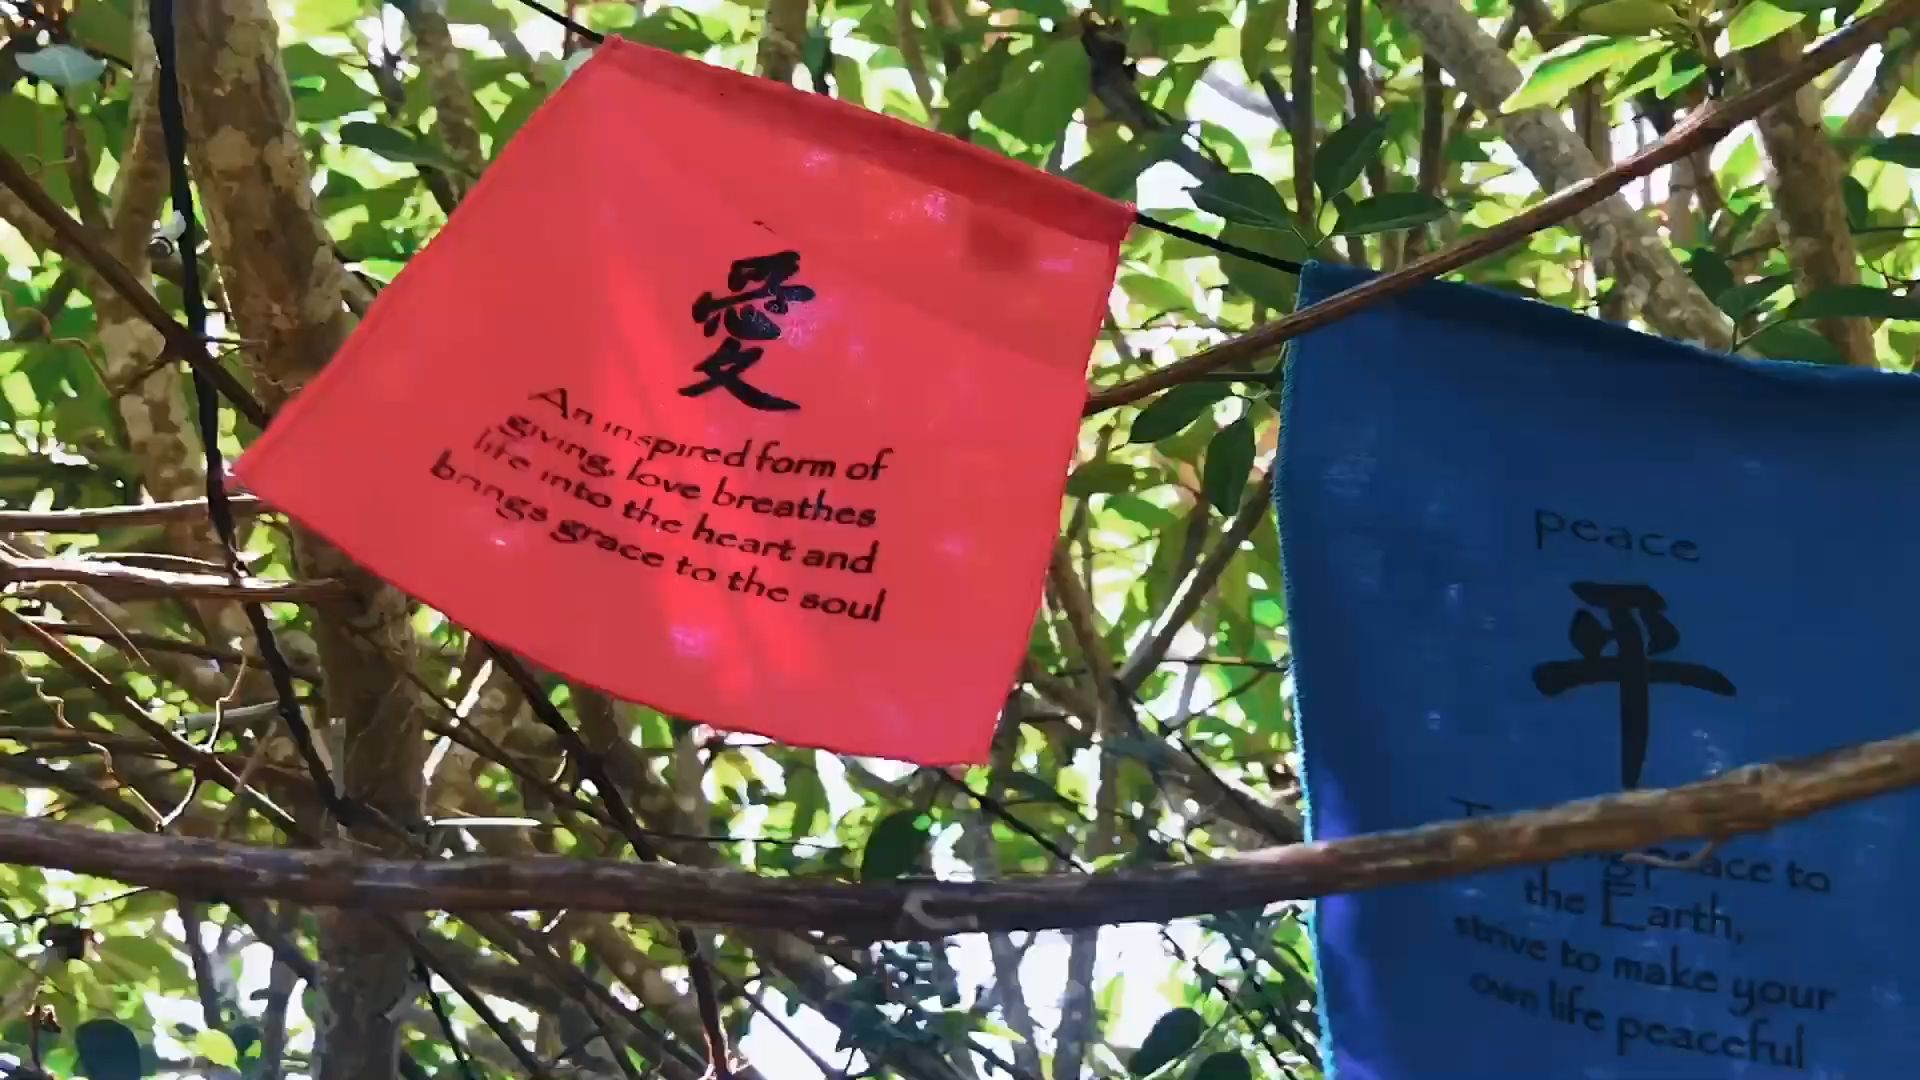 愛
An inspired form of
giving, love breathes
life into the heart and
brings grace to the soul
peace
平
peace to
the Earth,
strive to make your
own life peaceful